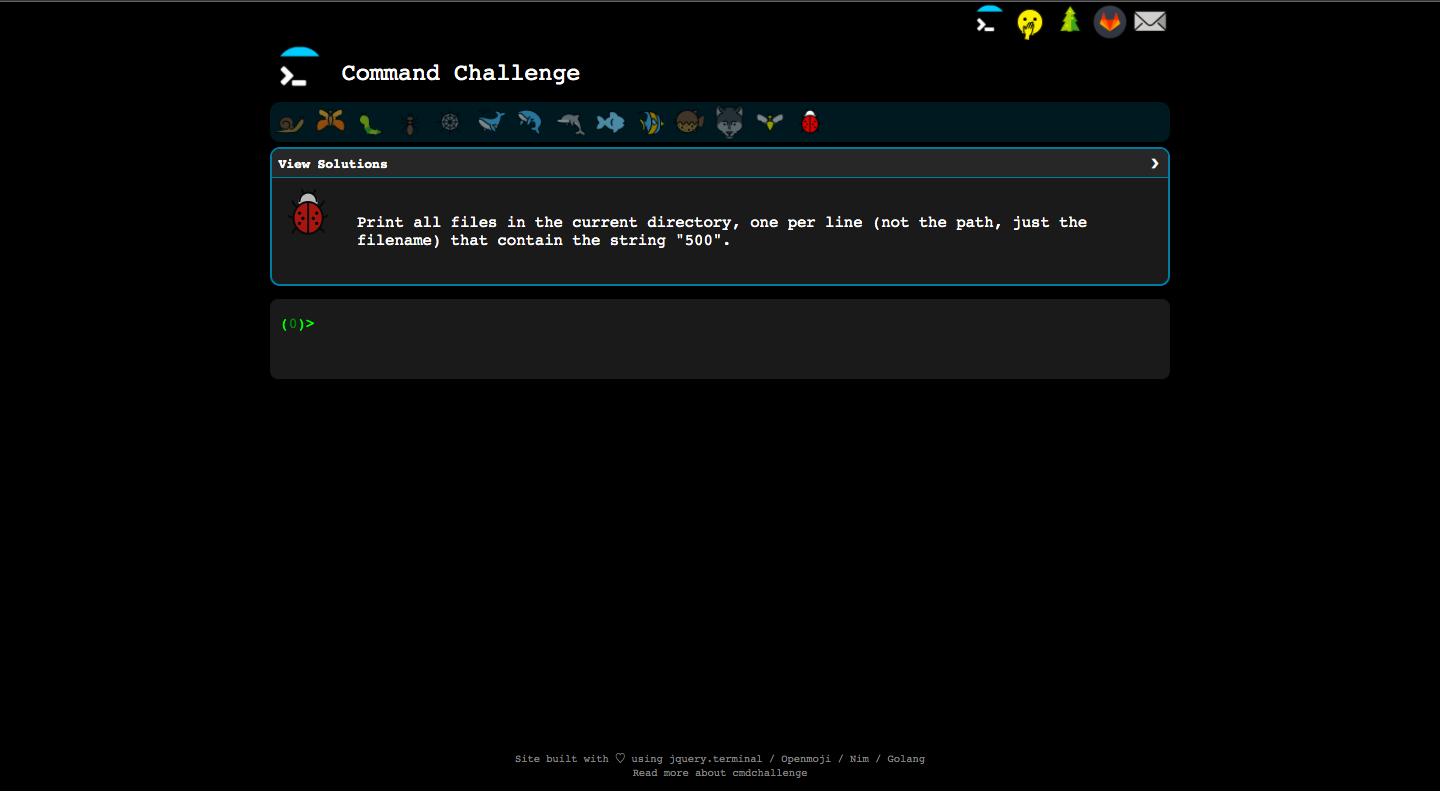 Command Challenge
View Solutions ❯
Print all files in the current directory, one per line (not the path, just the
filename) that contain the string "500".
(0)>
Site built with ♡ using jquery.terminal / Openmoji / Nim / Golang
Read more about cmdchallenge